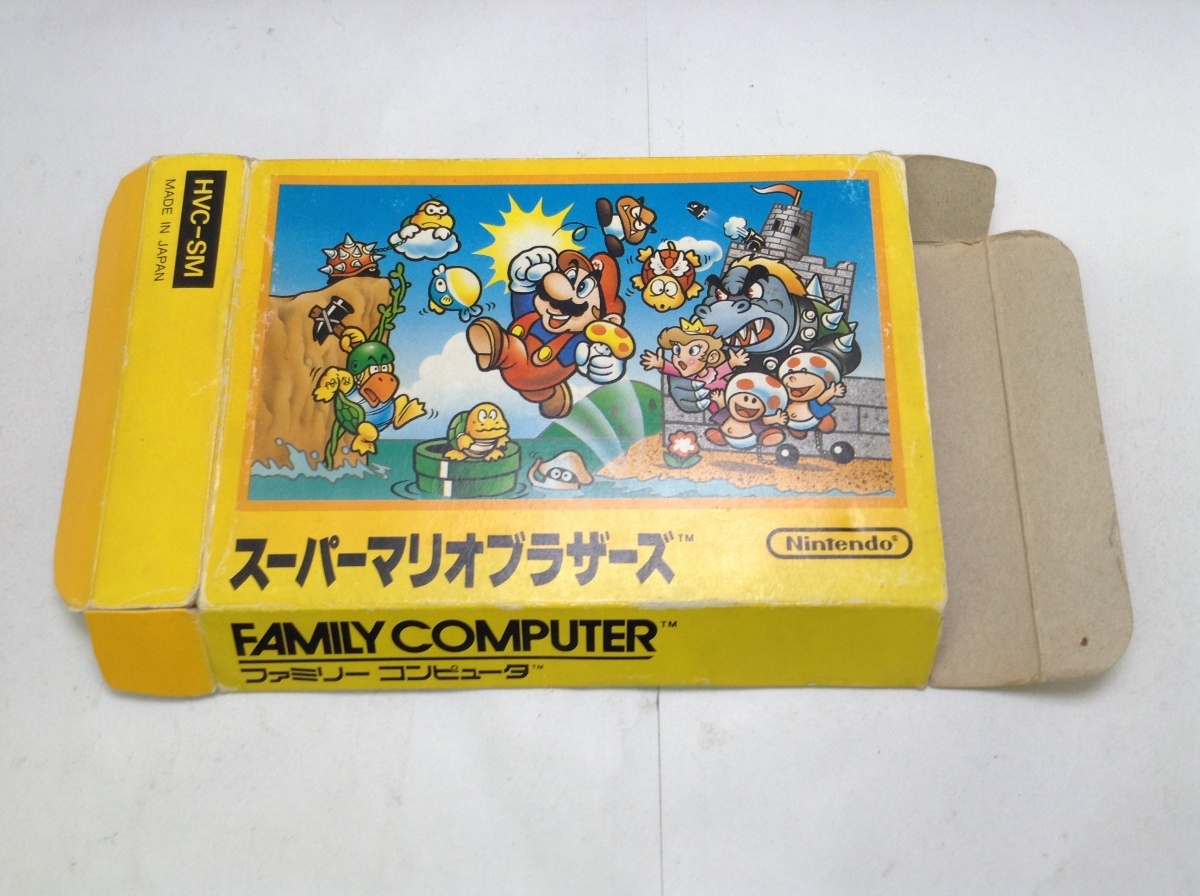 HVC-SM
MADE IN JAPAN
スーパーマリオブラザーズ™
Nintendo®
FAMILY COMPUTER™
ファミリー コンピュータ™